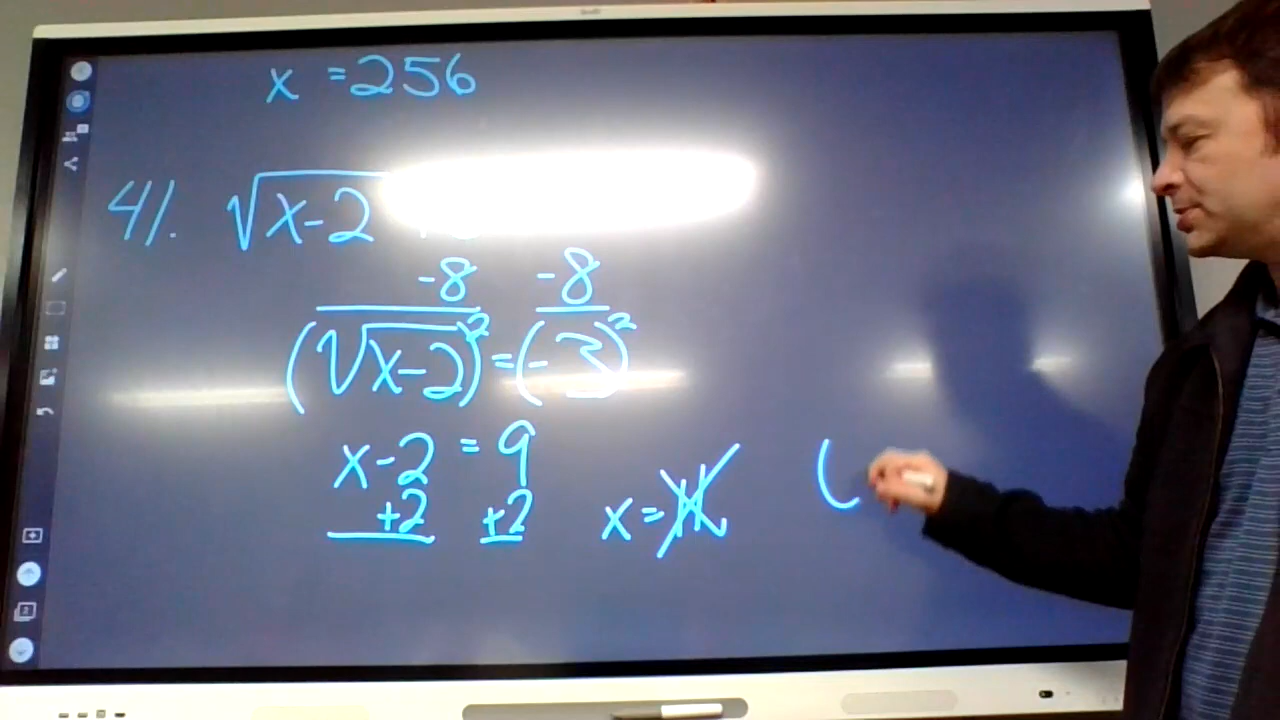 x = 256
41. √x-2
-8 -8
(√x-2)² = (-3)²
x-2 = 9
+2 +2 x = 11